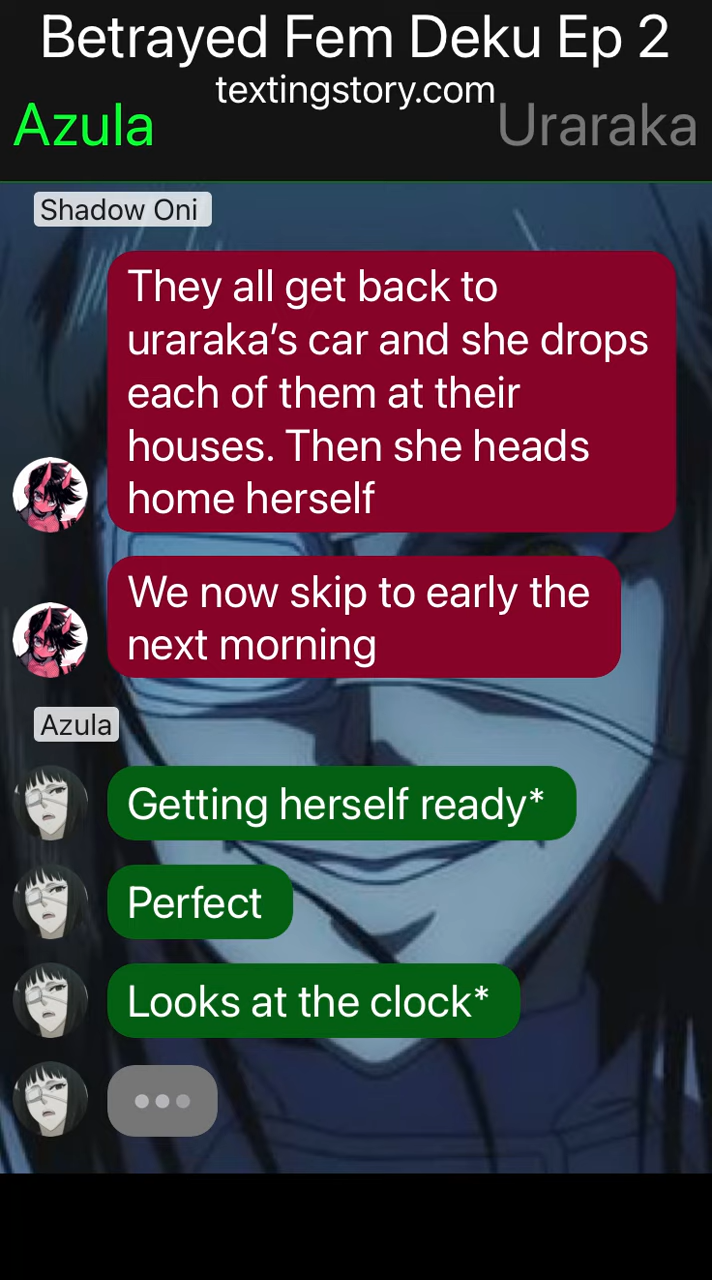 Betrayed Fem Deku Ep 2
textingstory.com
Azula
Uraraka
Shadow Oni
They all get back to
uraraka’s car and she drops
each of them at their
houses. Then she heads
home herself
We now skip to early the
next morning
Azula
Getting herself ready*
Perfect
Looks at the clock*